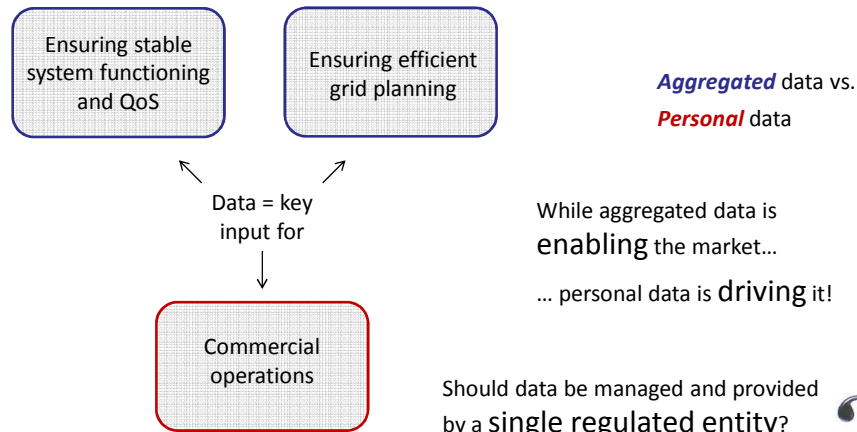 Ensuring stable
system functioning
and QoS
Ensuring efficient
grid planning
Aggregated data vs.
Personal data
Data = key
input for
While aggregated data is
enabling the market…
… personal data is driving it!
Commercial
operations
Should data be managed and provided
by a single regulated entity?